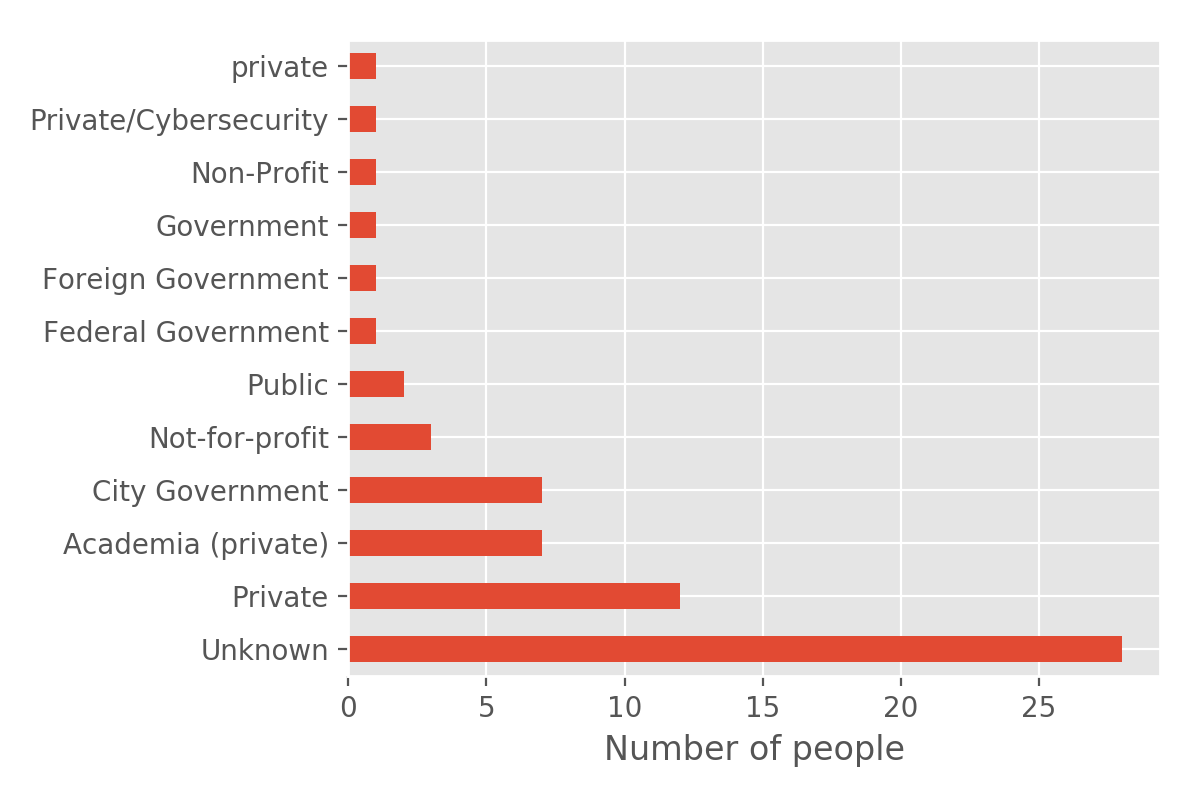 private
Private/Cybersecurity
Non-Profit
Government
Foreign Government
Federal Government
Public
Not-for-profit
City Government
Academia (private)
Private
Unknown
0 5 10 15 20 25
Number of people